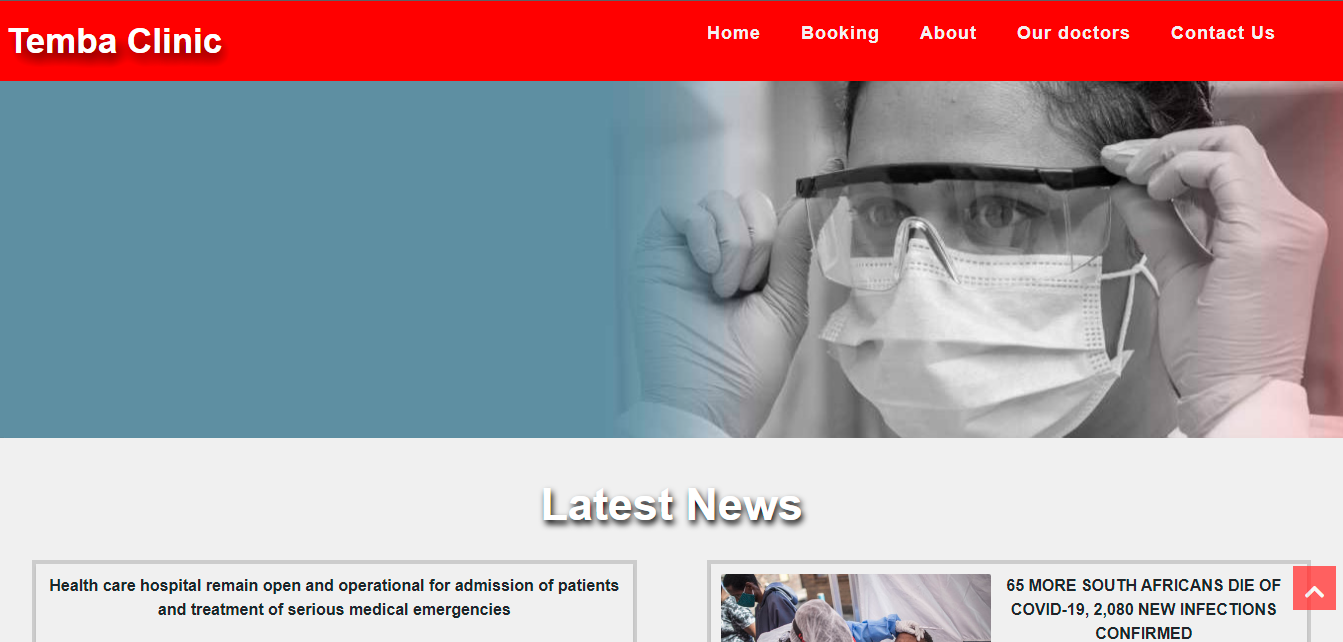 Temba Clinic
Home Booking About Our doctors Contact Us
Latest News
Health care hospital remain open and operational for admission of patients
and treatment of serious medical emergencies
65 MORE SOUTH AFRICANS DIE OF
COVID-19, 2,080 NEW INFECTIONS
CONFIRMED